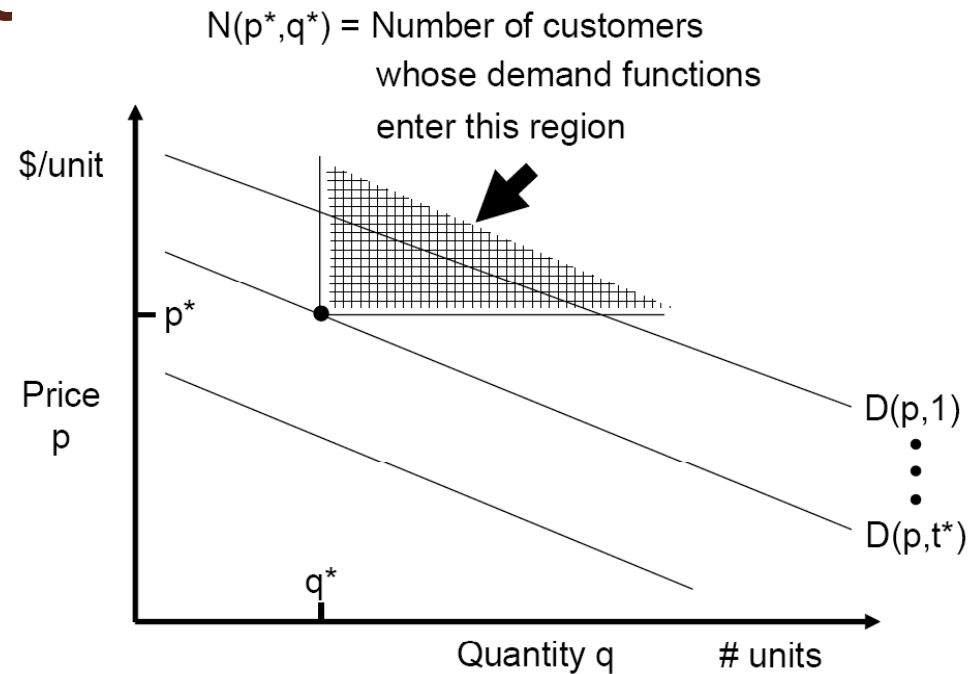 N(p*,q*) = Number of customers
whose demand functions
enter this region
$/unit
p*
Price
p
D(p,1)
D(p,t*)
q*
Quantity q
# units